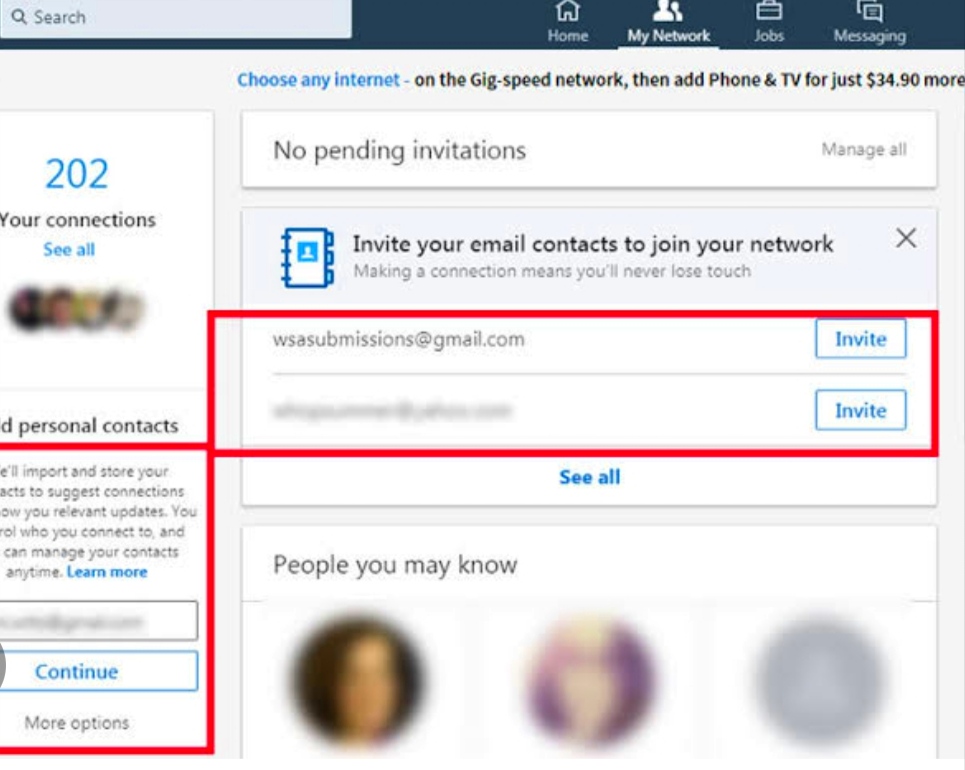 Search
Home
My Network
Jobs
Messaging
Choose any internet - on the Gig-speed network, then add Phone & TV for just $34.90 more
202
Your connections
See all
d personal contacts
e'll import and store your
acts to suggest connections
ow you relevant updates. You
rol who you connect to, and
can manage your contacts
anytime. Learn more
Continue
More options
No pending invitations
Manage all
Invite your email contacts to join your network
Making a connection means you'll never lose touch
wsasubmissions@gmail.com
Invite
Invite
See all
People you may know